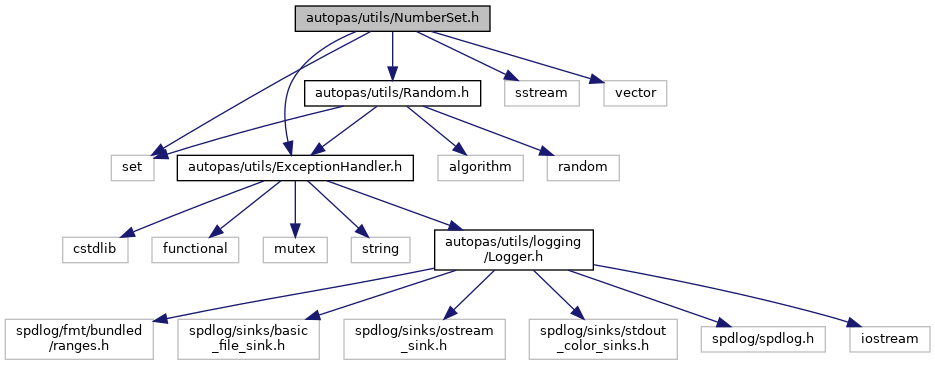 autopas/utils/NumberSet.h
autopas/utils/Random.h
sstream
vector
set
autopas/utils/ExceptionHandler.h
algorithm
random
cstdlib
functional
mutex
string
autopas/utils/logging
/Logger.h
spdlog/fmt/bundled
/ranges.h
spdlog/sinks/basic
_file_sink.h
spdlog/sinks/ostream
_sink.h
spdlog/sinks/stdout
_color_sinks.h
spdlog/spdlog.h
iostream